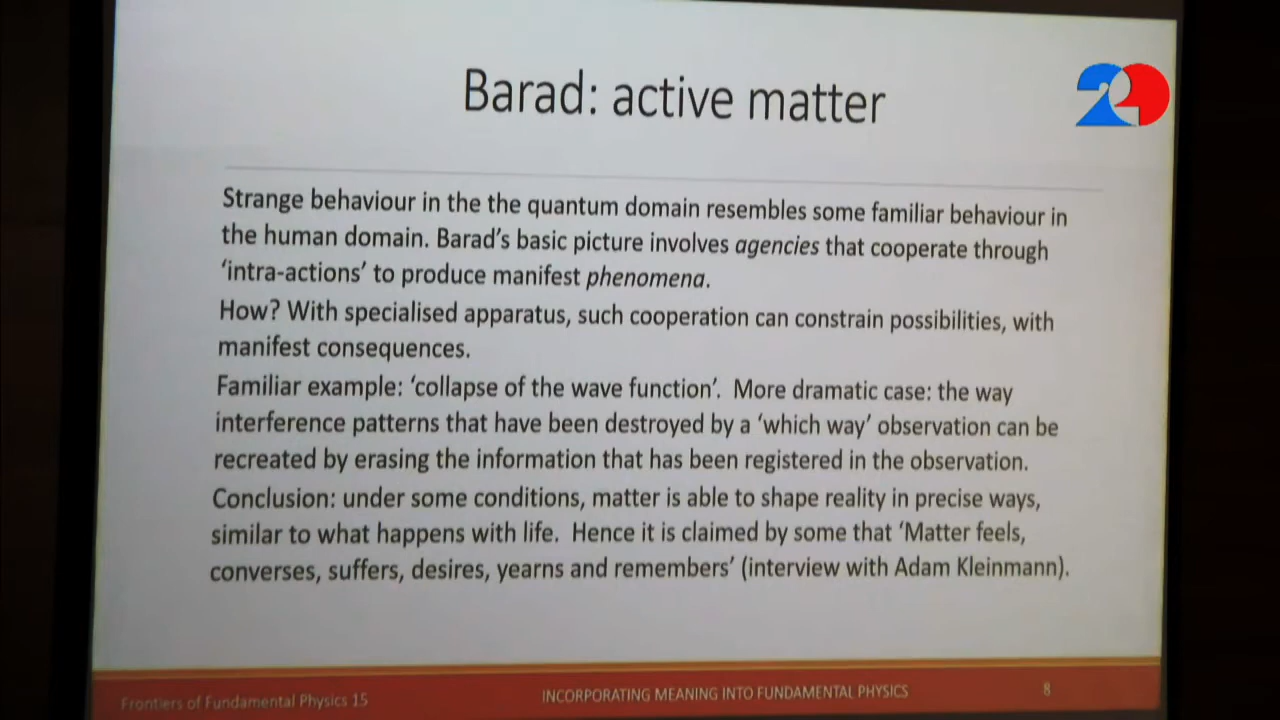 Barad: active matter
20
Strange behaviour in the the quantum domain resembles some familiar behaviour in
the human domain. Barad's basic picture involves agencies that cooperate through
‘intra-actions’ to produce manifest phenomena.
How? With specialised apparatus, such cooperation can constrain possibilities, with
manifest consequences.
Familiar example: ‘collapse of the wave function’. More dramatic case: the way
interference patterns that have been destroyed by a ‘which way’ observation can be
recreated by erasing the information that has been registered in the observation.
Conclusion: under some conditions, matter is able to shape reality in precise ways,
similar to what happens with life. Hence it is claimed by some that ‘Matter feels,
converses, suffers, desires, yearns and remembers’ (interview with Adam Kleinmann).
Frontiers of Fundamental Physics 15
INCORPORATING MEANING INTO FUNDAMENTAL PHYSICS
8